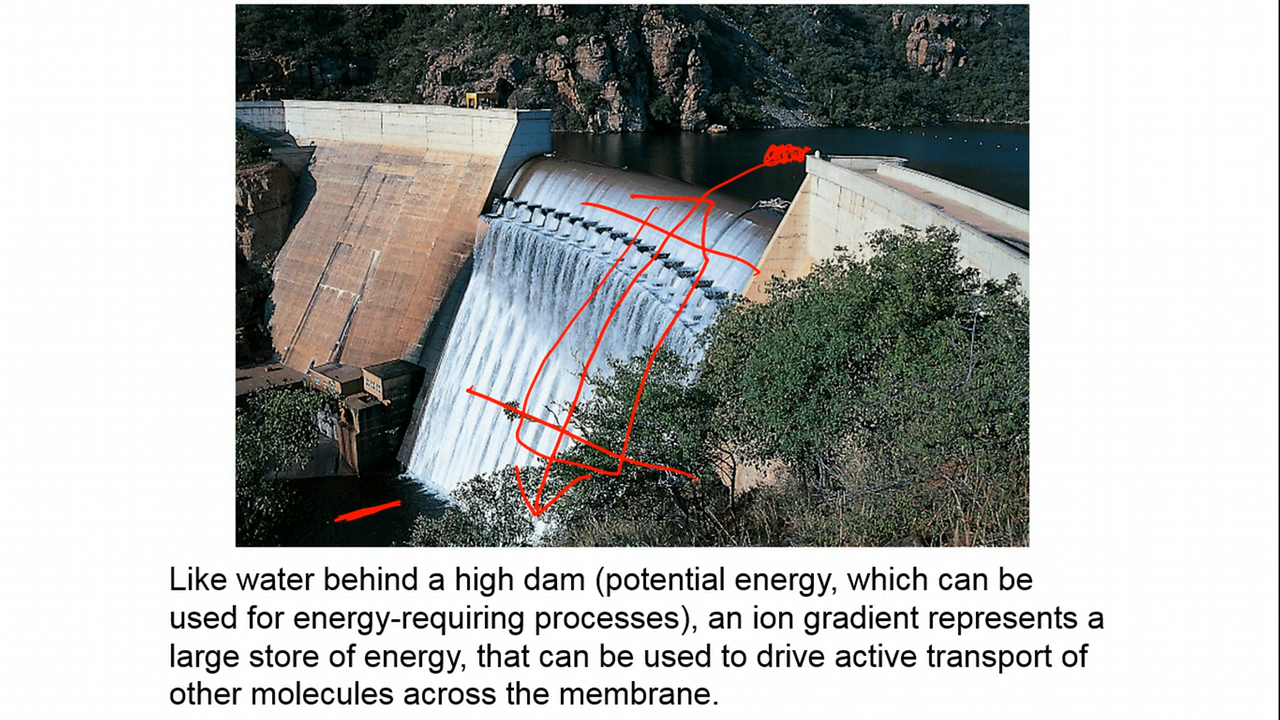 Like water behind a high dam (potential energy, which can be
used for energy-requiring processes), an ion gradient represents a
large store of energy, that can be used to drive active transport of
other molecules across the membrane.